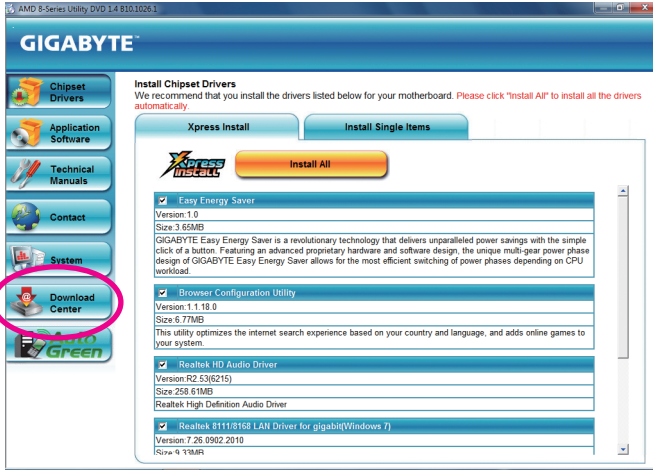 AMD 8-Series Utility DVD 1.4 B10.1026.1
GIGABYTE™
Chipset
Drivers
Application
Software
Technical
Manuals
Contact
System
Download
Center
Auto
Green
Install Chipset Drivers
We recommend that you install the drivers listed below for your motherboard. Please click "Install All" to install all the drivers
automatically.
Xpress Install
Install Single Items
Xpress
Install
Install All
Easy Energy Saver
Version:1.0
Size:3.65MB
GIGABYTE Easy Energy Saver is a revolutionary technology that delivers unparalleled power savings with the simple
click of a button. Featuring an advanced proprietary hardware and software design, the unique multi-gear power phase
design of GIGABYTE Easy Energy Saver allows for the most efficient switching of power phases depending on CPU
workload.
Browser Configuration Utility
Version:1.1.18.0
Size:6.77MB
This utility optimizes the internet search experience based on your country and language, and adds online games to
your system.
Realtek HD Audio Driver
Version:R2.53(6215)
Size:258.61MB
Realtek High Definition Audio Driver
Realtek 8111/8168 LAN Driver for gigabit(Windows 7)
Version:7.26.0902.2010
Size:9.33MB